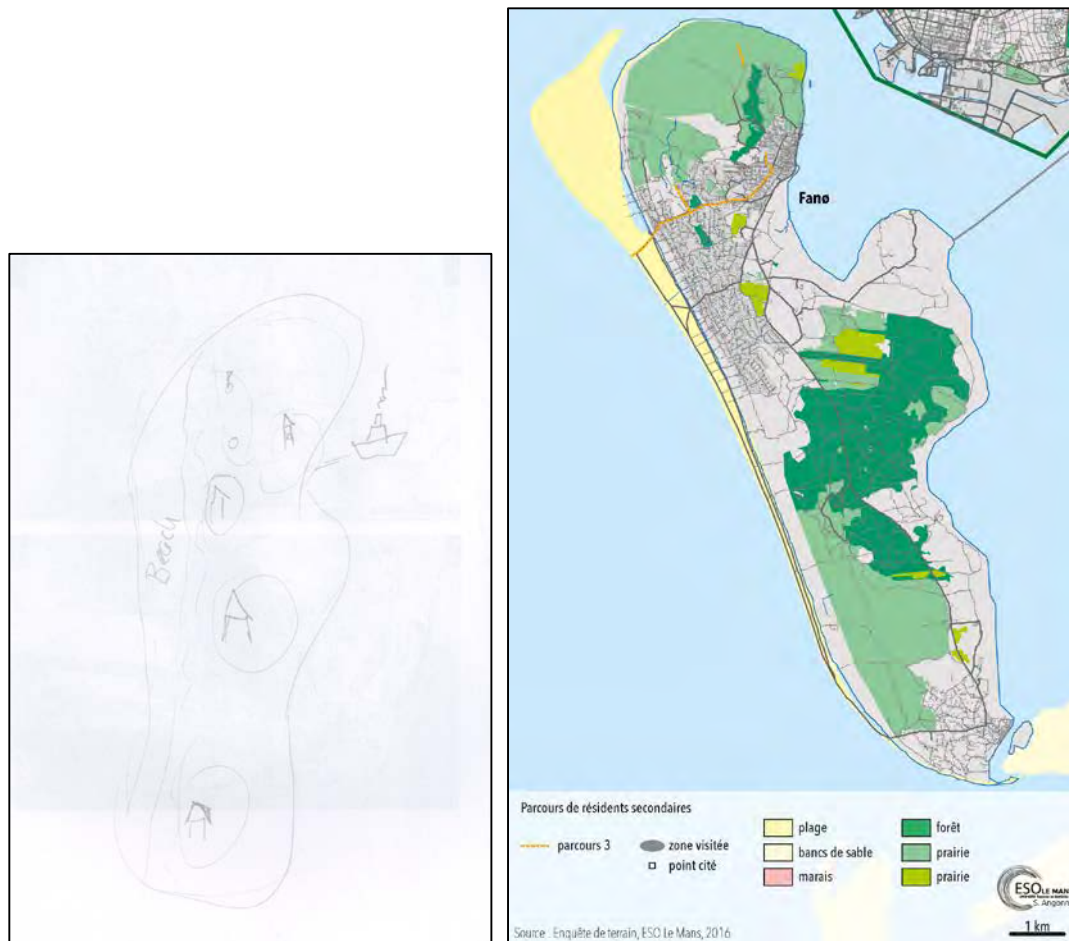 Beach
Fanø
Parcours de résidents secondaires
parcours 3
zone visitée
point cité
plage
bancs de sable
marais
forêt
prairie
prairie
ESO LE MANS
S. Angonn
Source : Enquête de terrain, ESO Le Mans, 2016
1 km